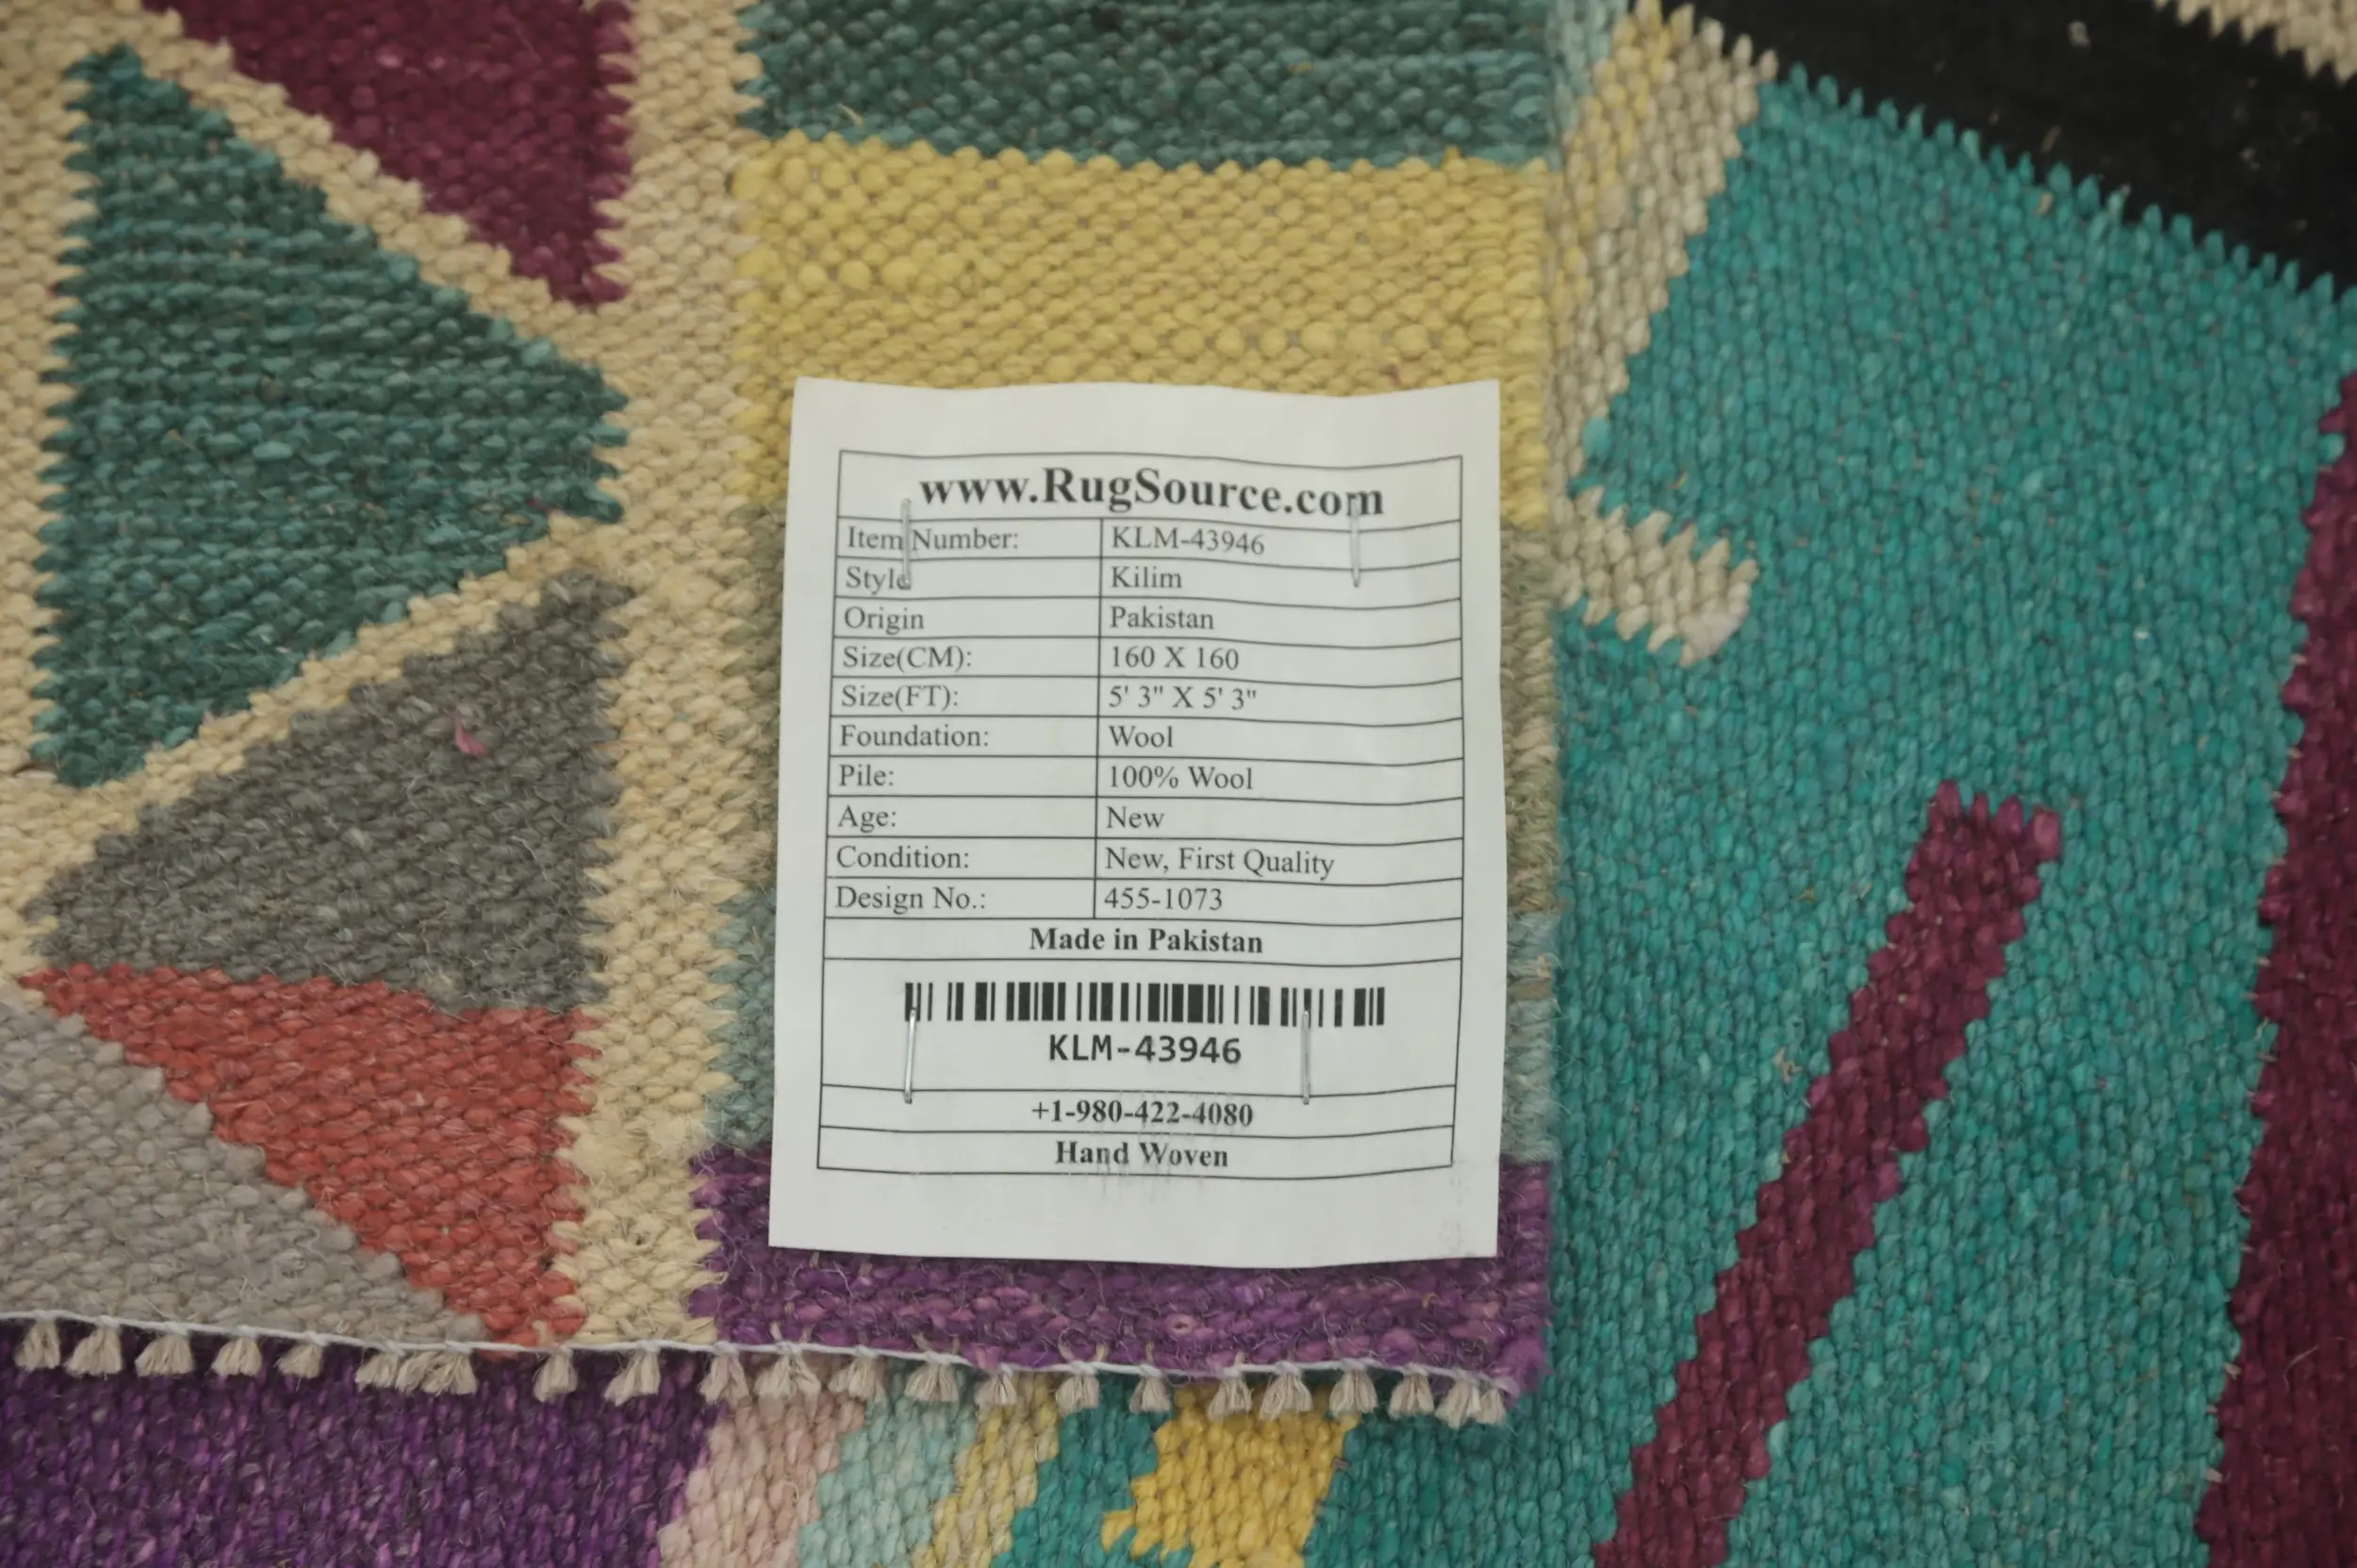 www.RugSource.com
Item Number: KLM-43946
Style Kilim
Origin Pakistan
Size(CM): 160 X 160
Size(FT): 5' 3" X 5' 3"
Foundation: Wool
Pile: 100% Wool
Age: New
Condition: New, First Quality
Design No.: 455-1073
Made in Pakistan
KLM-43946
+1-980-422-4080
Hand Woven